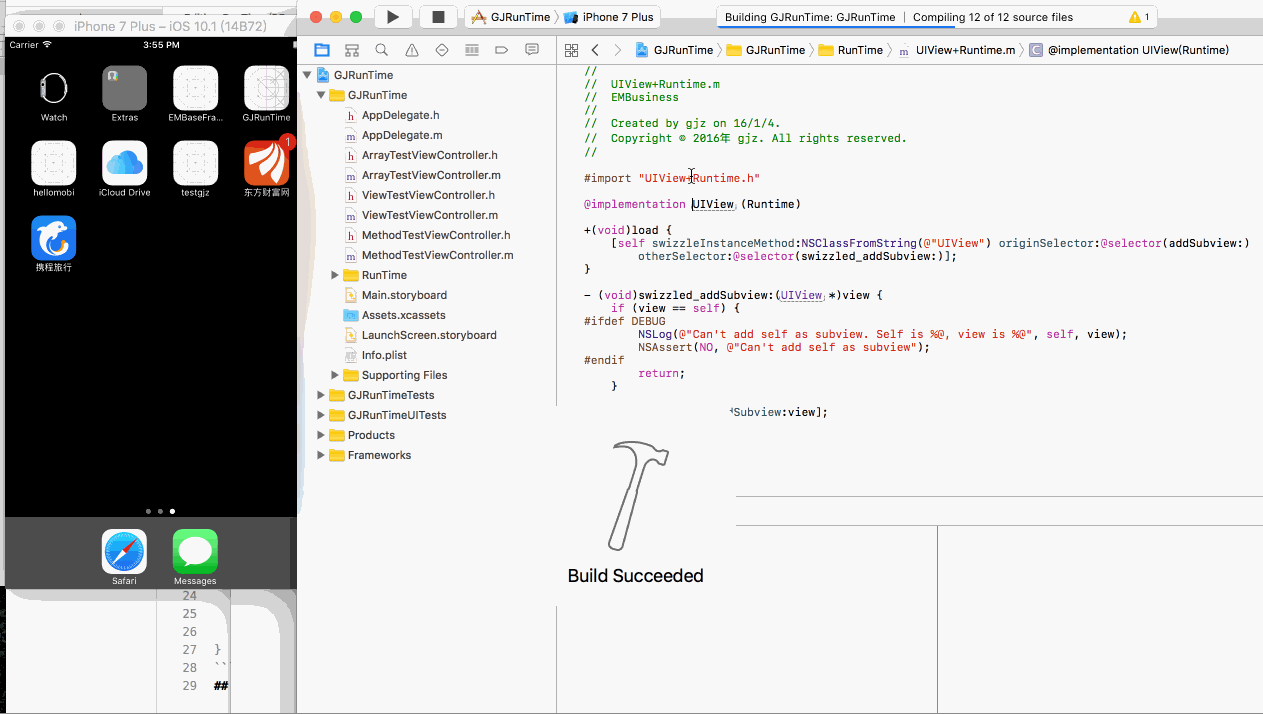 iPhone 7 Plus – iOS 10.1 (14B72)
Carrier
3:55 PM
Watch
Extras
EMBaseFra...
GJRunTime
hellomobi
iCloud Drive
testgjz
1
东方财富网
携程旅行
Safari
Messages
24
25
26
27 }
28 ```
29 ##
GJRunTime
iPhone 7 Plus
Building GJRunTime: GJRunTime | Compiling 12 of 12 source files
1
GJRunTime
GJRunTime
RunTime
UIView+Runtime.m
@implementation UIView(Runtime)
GJRunTime
GJRunTime
AppDelegate.h
AppDelegate.m
ArrayTestViewController.h
ArrayTestViewController.m
ViewTestViewController.h
ViewTestViewController.m
MethodTestViewController.h
MethodTestViewController.m
RunTime
Main.storyboard
Assets.xcassets
LaunchScreen.storyboard
Info.plist
Supporting Files
GJRunTimeTests
GJRunTimeUITests
Products
Frameworks
//
//  UIView+Runtime.m
//  EMBusiness
//
//  Created by gjz on 16/1/4.
//  Copyright © 2016年 gjz. All rights reserved.
//
#import "UIView+Runtime.h"
@implementation UIView (Runtime)
+(void)load {
[self swizzleInstanceMethod:NSClassFromString(@"UIView") originSelector:@selector(addSubview:)
otherSelector:@selector(swizzled_addSubview:)];
}
- (void)swizzled_addSubview:(UIView *)view {
if (view == self) {
#ifdef DEBUG
NSLog(@"Can't add self as subview. Self is %@, view is %@", self, view);
NSAssert(NO, @"Can't add self as subview");
#endif
return;
}
Subview:view];
Build Succeeded